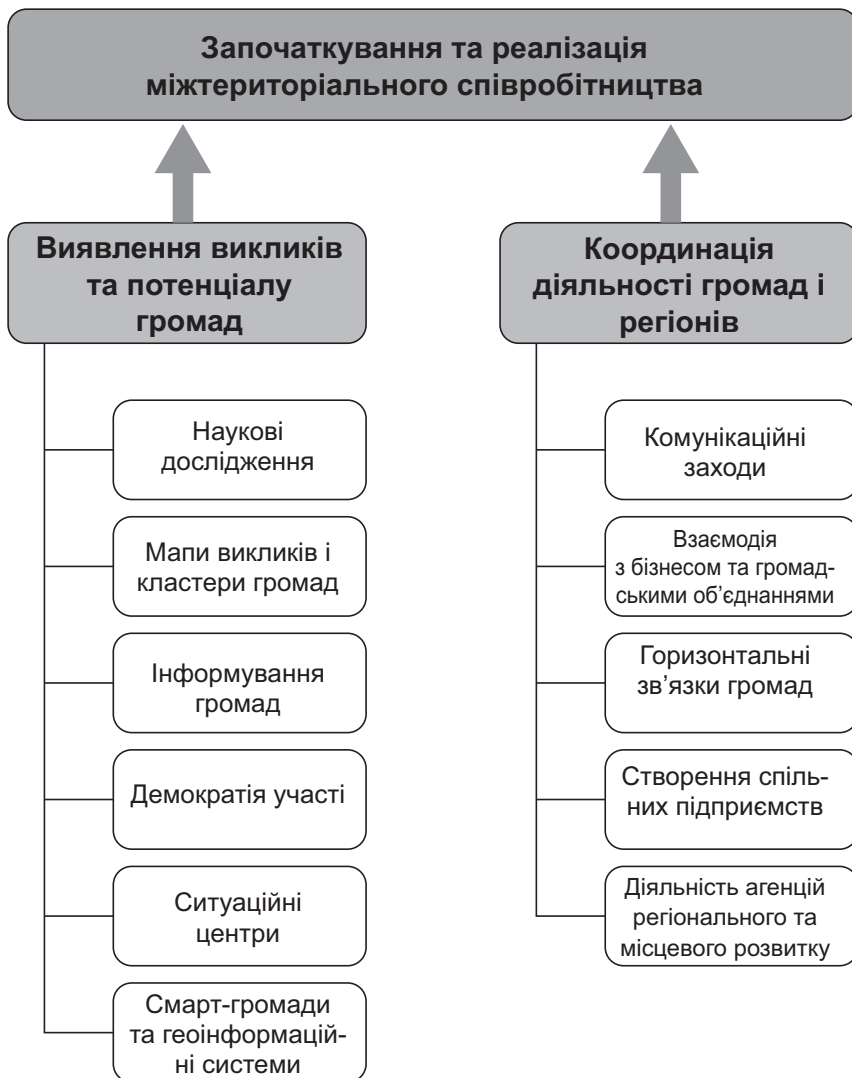 Започаткування та реалізація
міжтериторіального співробітництва
Виявлення викликів
та потенціалу
громад
Наукові
дослідження
Мапи викликів і
кластери громад
Інформування
громад
Демократія участі
Ситуаційні
центри
Смарт-громади
та геоінформацій-
ні системи
Координація
діяльності громад і
регіонів
Комунікаційні
заходи
Взаємодія
з бізнесом та громад-
ськими об’єднаннями
Горизонтальні
зв’язки громад
Створення спіль-
них підприємств
Діяльність агенцій
регіонального та
місцевого розвитку